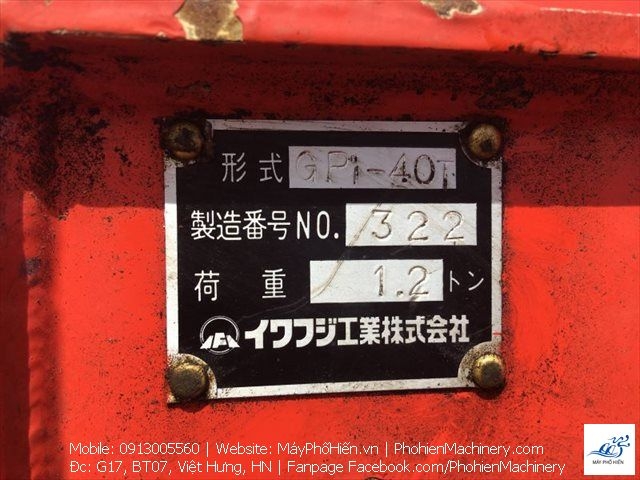 形式 GPi-40T
製造番号 NO. 322
荷重 1.2 トン
イワフジ工業株式会社
Mobile: 0913005560 | Website: MáyPhốHiến.vn | PhohienMachinery.com
Đc: G17, BT07, Việt Hưng, HN | Fanpage Facebook.com/PhohienMachinery
MÁY PHỐ HIẾN